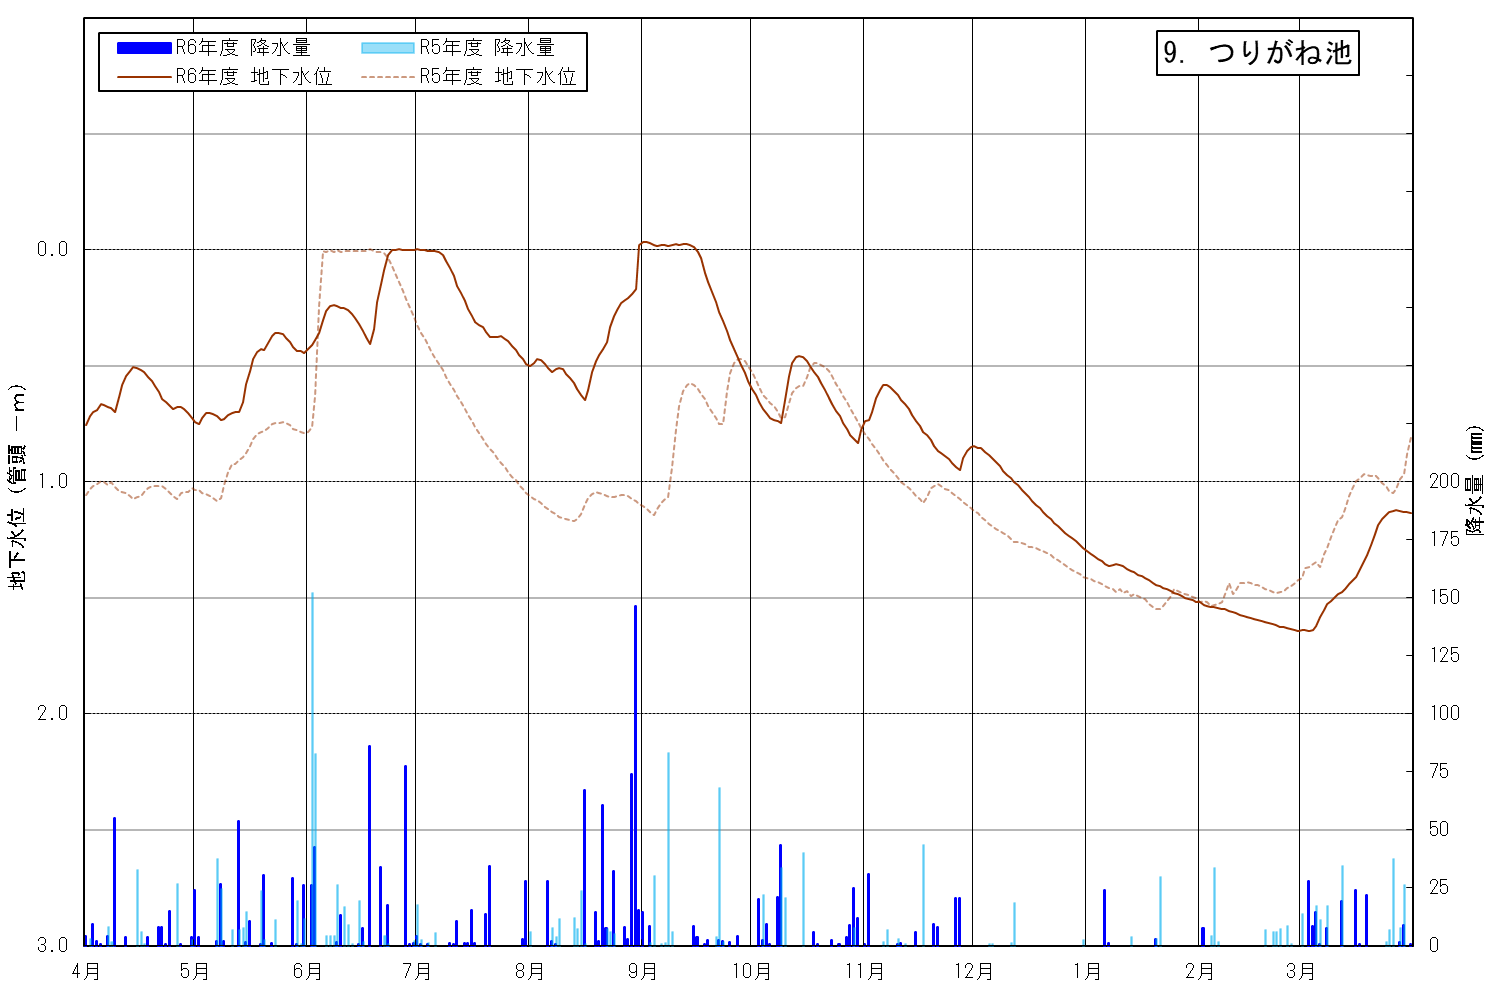 R6年度 降水量 R5年度 降水量
R6年度 地下水位 R5年度 地下水位
9. つりがね池
0.0
1.0
2.0
3.0
地下水位 (管頭 －m)
200
175
150
125
100
75
50
25
0
降水量 (㎜)
4月 5月 6月 7月 8月 9月 10月 11月 12月 1月 2月 3月